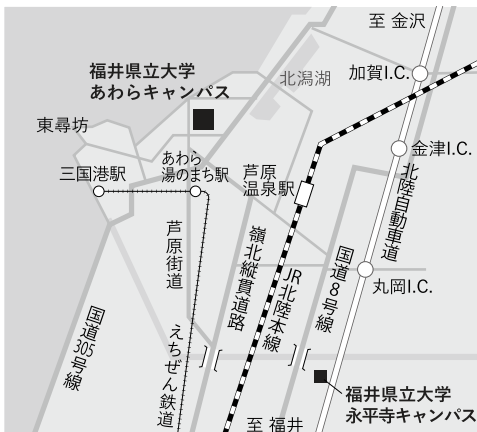 至 金沢
福井県立大学
あわらキャンパス
北潟湖
加賀I.C.
東尋坊
金津I.C.
三国港駅
あわら
湯のまち駅
芦原
温泉駅
北陸自動車道
芦原街道
嶺北縦貫道路
JR北陸本線
国道8号線
丸岡I.C.
国道305号線
えちぜん鉄道
福井県立大学
永平寺キャンパス
至 福井